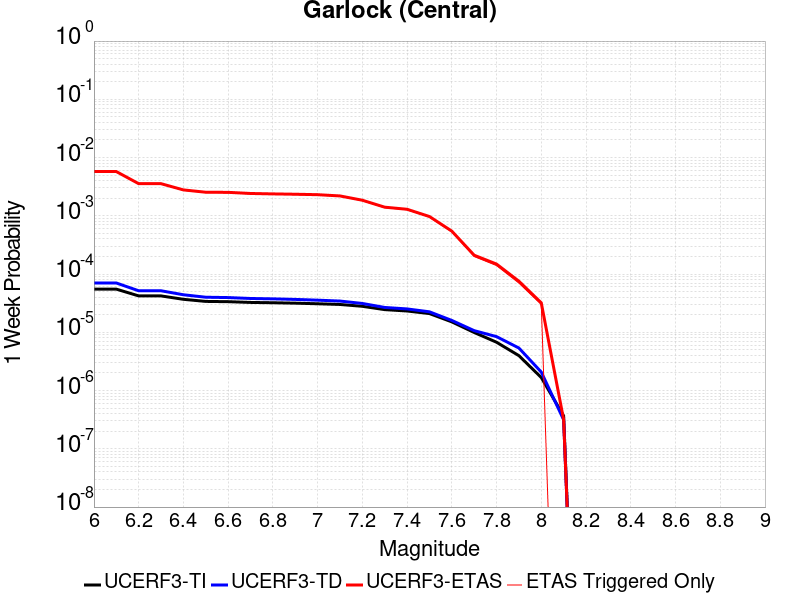 Garlock (Central)
10^0
10^-1
10^-2
10^-3
10^-4
10^-5
10^-6
10^-7
10^-8
1 Week Probability
6 6.2 6.4 6.6 6.8 7 7.2 7.4 7.6 7.8 8 8.2 8.4 8.6 8.8 9
Magnitude
UCERF3-TI UCERF3-TD UCERF3-ETAS ETAS Triggered Only